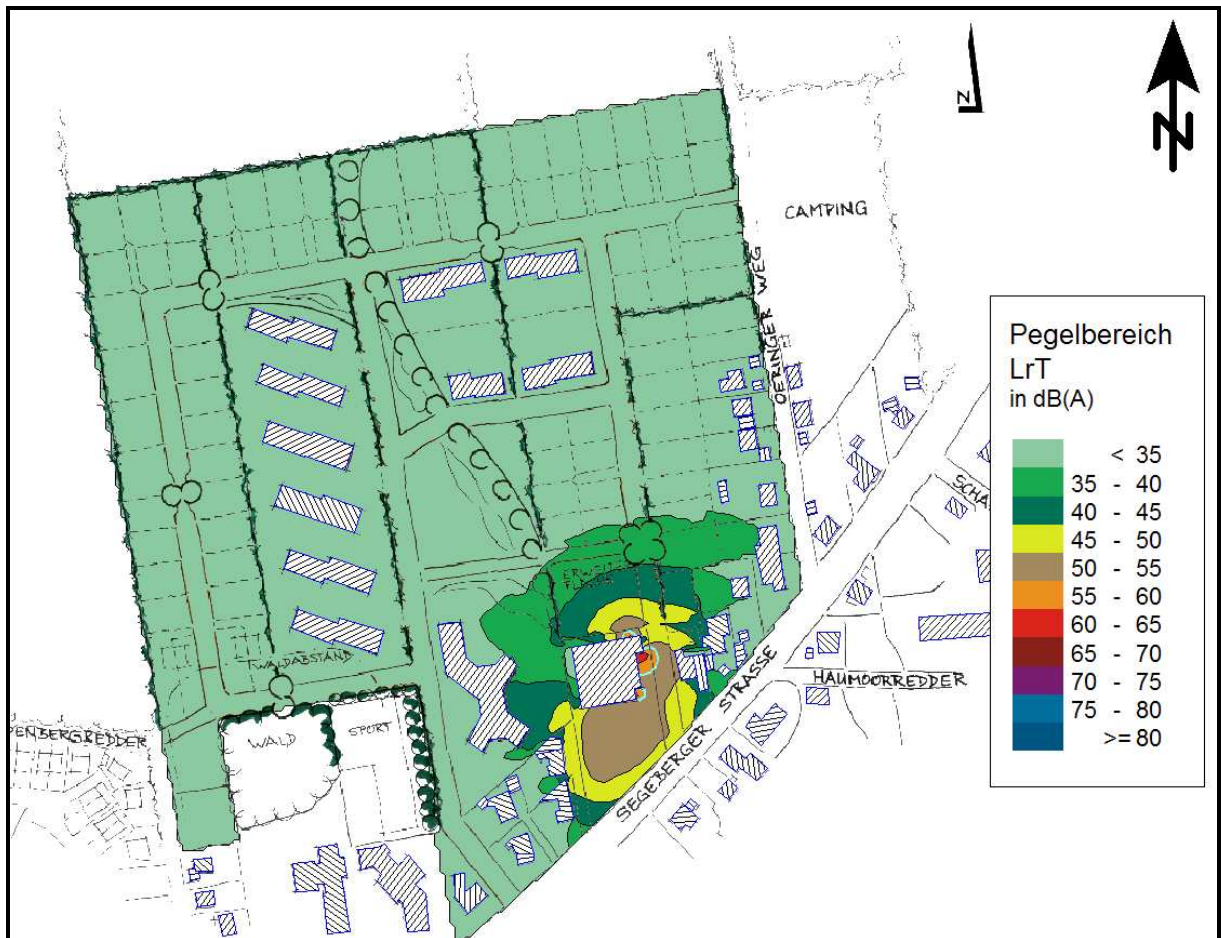 N
N
CAMPING
OERINGER WEG
Pegelbereich
LrT
in dB(A)
< 35
35 - 40
40 - 45
45 - 50
50 - 55
55 - 60
60 - 65
65 - 70
70 - 75
75 - 80
>= 80
SCHA
WALDABSTAND
HAUMOORREDDER
SEGEBERGER STRASSE
PENBERGREDDER
WALD
SPORT